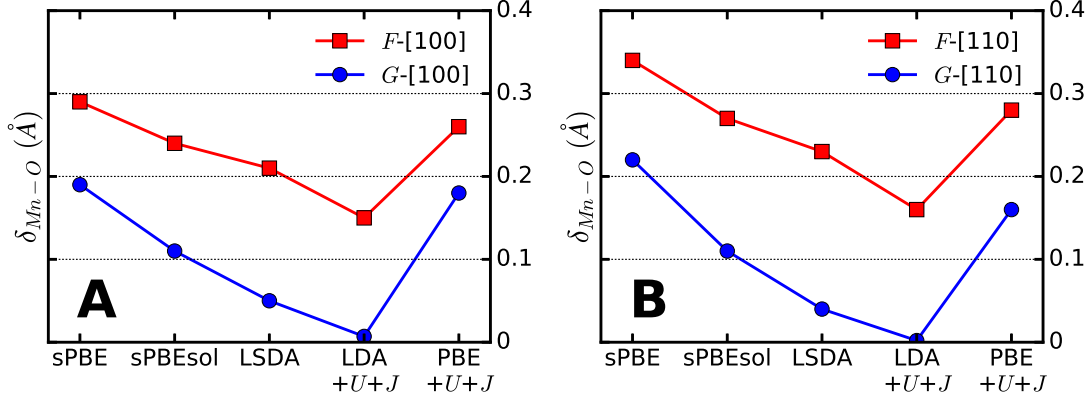 0.4
F-[100]
G-[100]
0.3
0.2
0.1
0
δMn−O (Å)
A
sPBE sPBEsol LSDA LDA PBE
+U+J +U+J
0.4
F-[110]
G-[110]
0.3
0.2
0.1
0
δMn−O (Å)
B
sPBE sPBEsol LSDA LDA PBE
+U+J +U+J